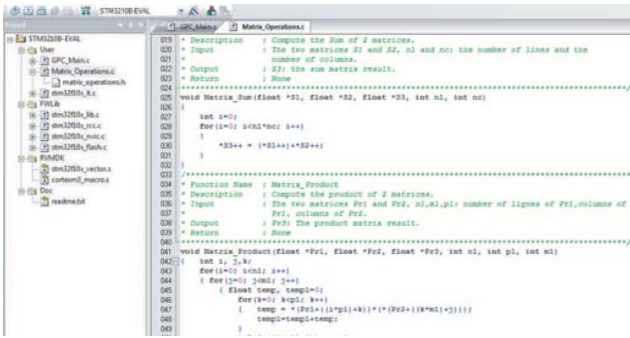 STM3210B-EVAL
GPC_Main.c Matrix_Operations.c
STM3210B-EVAL
User
GPC_Main.c
Matrix_Operations.c
matrix_operations.h
stm32f10x_it.c
FWLib
stm32f10x_lib.c
stm32f10x_rcc.c
stm32f10x_nvic.c
stm32f10x_flash.c
RVMDK
stm32f10x_vector.s
cortexm3_macro.s
Doc
readme.txt
019 * Description : Compute the Sum of 2 matrices.
020 * Input : The two matrices S1 and S2, nl and nc: the number of lines and the
021 * number of columns.
022 * Output : S3: the sum matrix result.
023 * Return : None
024 ******************************************************************************/
025 void Matrix_Sum(float *S1, float *S2, float *S3, int nl, int nc)
026 {
027 int i=0;
028 for(i=0; i<nl*nc; i++)
029 {
030 *S3++ = (*S1++)+*S2++;
031 }
032 }
033 /******************************************************************************
034 * Function Name : Matrix_Product
035 * Description : Compute the product of 2 matrices.
036 * Input : The two matrices Pr1 and Pr2, nl,ml,pl: number of lignes of Pr1,columns of
037 * Pr1, columns of Pr2.
038 * Output : Pr3: The product matrix result.
039 * Return : None
040 ******************************************************************************/
041 void Matrix_Product(float *Pr1, float *Pr2, float *Pr3, int nl, int pl, int ml)
042 { int i, j,k;
043 for(i=0; i<nl; i++)
044 { for(j=0; j<ml; j++)
045 { float temp, temp1=0;
046 for(k=0; k<pl; k++)
047 { temp = *(Pr1+((i*pl)+k))*(*(Pr2+((k*ml)+j)));
048 temp1=temp1+temp;
049 }